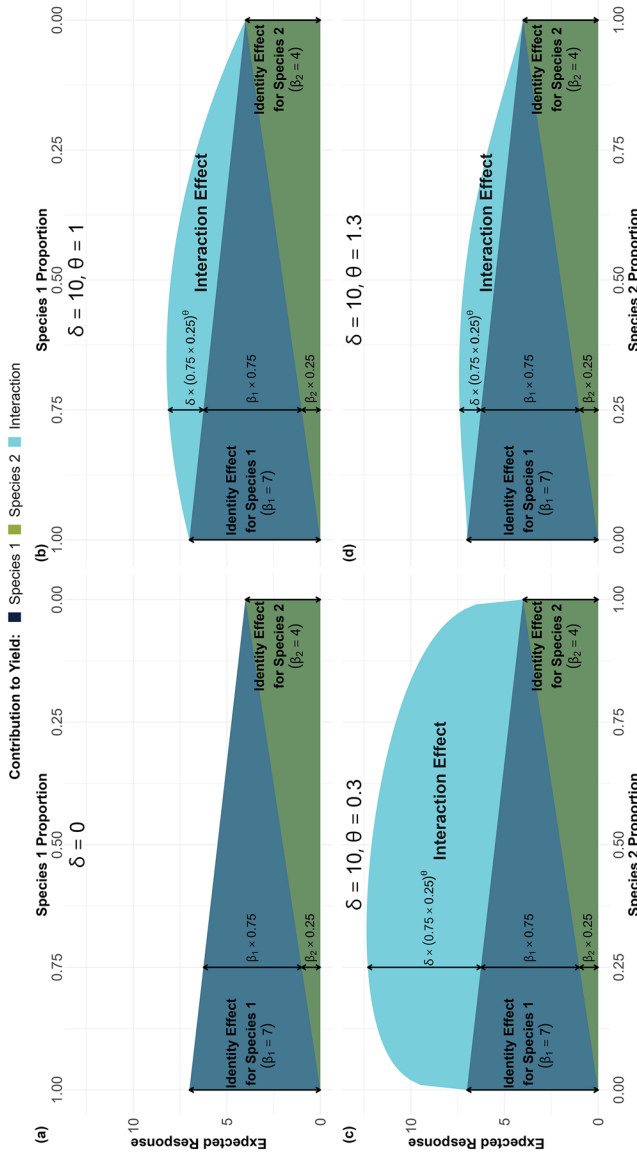 Contribution to Yield: Species 1 Species 2 Interaction
Species 1 Proportion
1.00 0.75 0.50 0.25 0.00
(a)
δ = 0
Expected Response
10
5
0
Identity Effect
for Species 1
(β₁ = 7)
β₁ × 0.75
β₂ × 0.25
Identity Effect
for Species 2
(β₂ = 4)
Species 1 Proportion
1.00 0.75 0.50 0.25 0.00
(b)
δ = 10, θ = 1
δ × (0.75 × 0.25)^θ
Interaction Effect
Identity Effect
for Species 1
(β₁ = 7)
β₁ × 0.75
β₂ × 0.25
Identity Effect
for Species 2
(β₂ = 4)
(c)
δ = 10, θ = 0.3
Expected Response
10
5
0
δ × (0.75 × 0.25)^θ
Interaction Effect
Identity Effect
for Species 1
(β₁ = 7)
β₁ × 0.75
β₂ × 0.25
Identity Effect
for Species 2
(β₂ = 4)
0.00 0.25 0.50 0.75 1.00
Species 2 Proportion
(d)
δ = 10, θ = 1.3
δ × (0.75 × 0.25)^θ
Interaction Effect
Identity Effect
for Species 1
(β₁ = 7)
β₁ × 0.75
β₂ × 0.25
Identity Effect
for Species 2
(β₂ = 4)
0.00 0.25 0.50 0.75 1.00
Species 2 Proportion